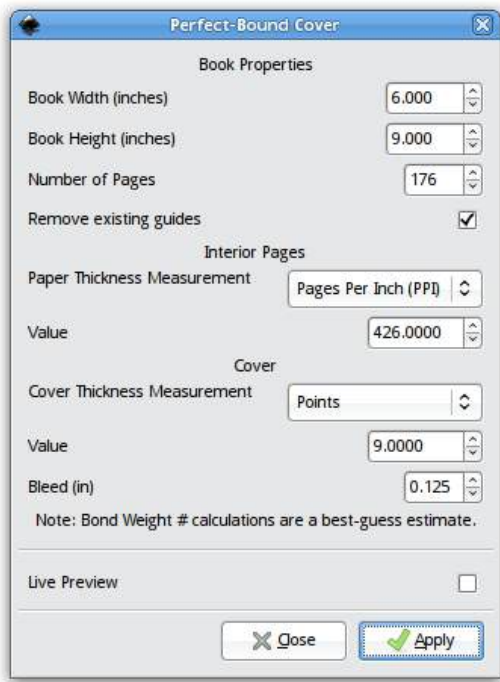 Perfect-Bound Cover
Book Properties
Book Width (inches) 6.000
Book Height (inches) 9.000
Number of Pages 176
Remove existing guides
Interior Pages
Paper Thickness Measurement Pages Per Inch (PPI)
Value 426.0000
Cover
Cover Thickness Measurement Points
Value 9.0000
Bleed (in) 0.125
Note: Bond Weight # calculations are a best-guess estimate.
Live Preview
Close Apply